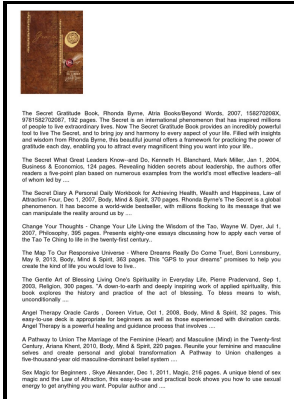 The Secret Gratitude Book, Rhonda Byrne, Atria Books/Beyond Words, 2007, 158270208X,
9781582702087, 192 pages. The Secret is an international phenomenon that has inspired millions
of people to live extraordinary lives. Now The Secret Gratitude Book provides an incredibly powerful
tool to live The Secret, and to bring joy and harmony to every aspect of your life. Filled with insights
and wisdom from Rhonda Byrne, this beautiful journal offers a framework for practicing the power of
gratitude each day, enabling you to attract every magnificent thing you want into your life..
The Secret What Great Leaders Know--and Do, Kenneth H. Blanchard, Mark Miller, Jan 1, 2004,
Business & Economics, 124 pages. Revealing hidden secrets about leadership, the authors offer
readers a five-point plan based on numerous examples from the world's most effective leaders--all
of whom led by ....
The Secret Diary A Personal Daily Workbook for Achieving Health, Wealth and Happiness, Law of
Attraction Four, Dec 1, 2007, Body, Mind & Spirit, 370 pages. Rhonda Byrne's The Secret is a global
phenomenon. It has become a world-wide bestseller, with millions flocking to its message that we
can manipulate the reality around us by ....
Change Your Thoughts - Change Your Life Living the Wisdom of the Tao, Wayne W. Dyer, Jul 1,
2007, Philosophy, 395 pages. Presents eighty-one essays discussing how to apply each verse of
the Tao Te Ching to life in the twenty-first century..
The Map To Our Responsive Universe - Where Dreams Really Do Come True!, Boni Lonnsburry,
May 9, 2013, Body, Mind & Spirit, 363 pages. This "GPS to your dreams" promises to help you
create the kind of life you would love to live..
The Gentle Art of Blessing Living One's Spirituality in Everyday Life, Pierre Pradervand, Sep 1,
2003, Religion, 300 pages. "A down-to-earth and deeply inspiring work of applied spirituality, this
book explores the history and practice of the act of blessing. To bless means to wish,
unconditionally ....
Angel Therapy Oracle Cards , Doreen Virtue, Oct 1, 2008, Body, Mind & Spirit, 32 pages. This
easy-to-use deck is appropriate for beginners as well as those experienced with divination cards.
Angel Therapy is a powerful healing and guidance process that involves ....
A Pathway to Union The Marriage of the Feminine (Heart) and Masculine (Mind) in the Twenty-first
Century, Ariana Khent, 2010, Body, Mind & Spirit, 220 pages. Reunite your feminine and masculine
selves and create personal and global transformation A Pathway to Union challenges a
five-thousand-year old masculine-dominant belief system ....
Sex Magic for Beginners , Skye Alexander, Dec 1, 2011, Magic, 216 pages. A unique blend of sex
magic and the Law of Attraction, this easy-to-use and practical book shows you how to use sexual
energy to get anything you want. Popular author and ....